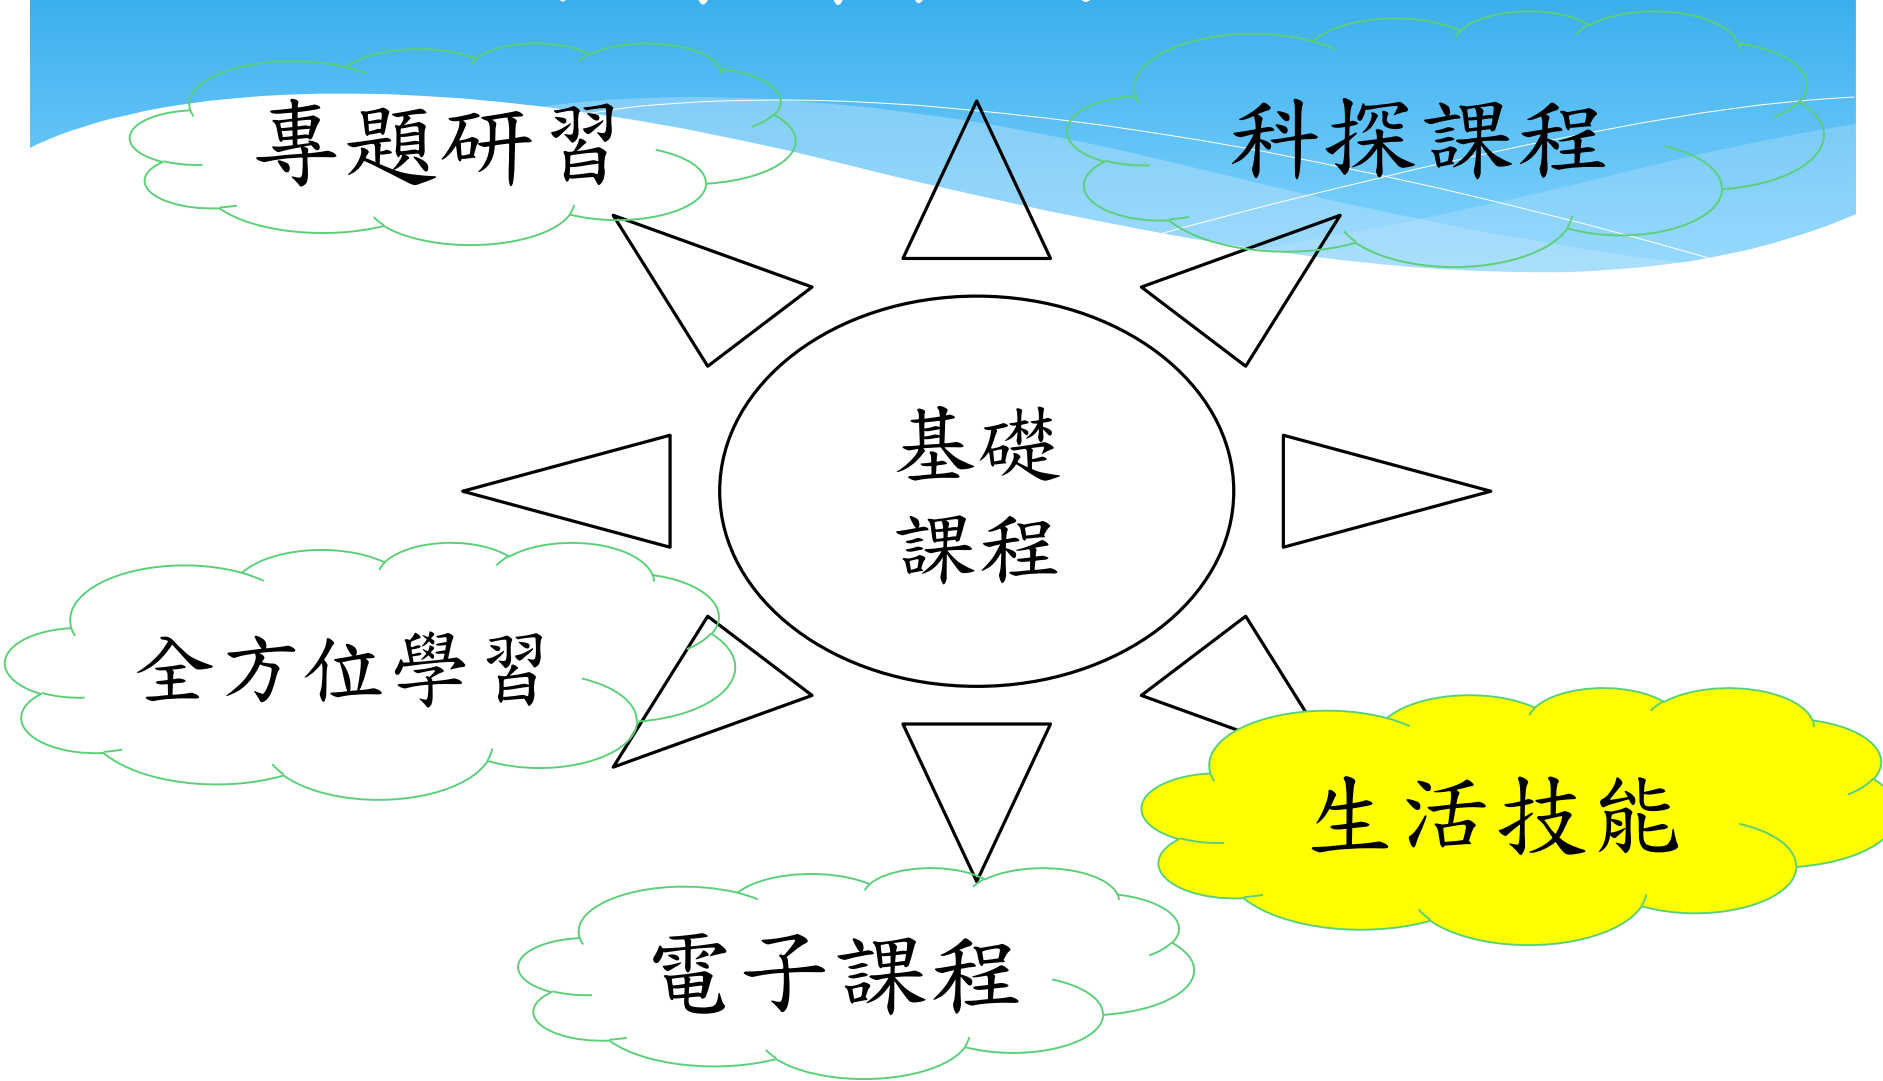 專題研習
科探課程
基礎
課程
全方位學習
生活技能
電子課程